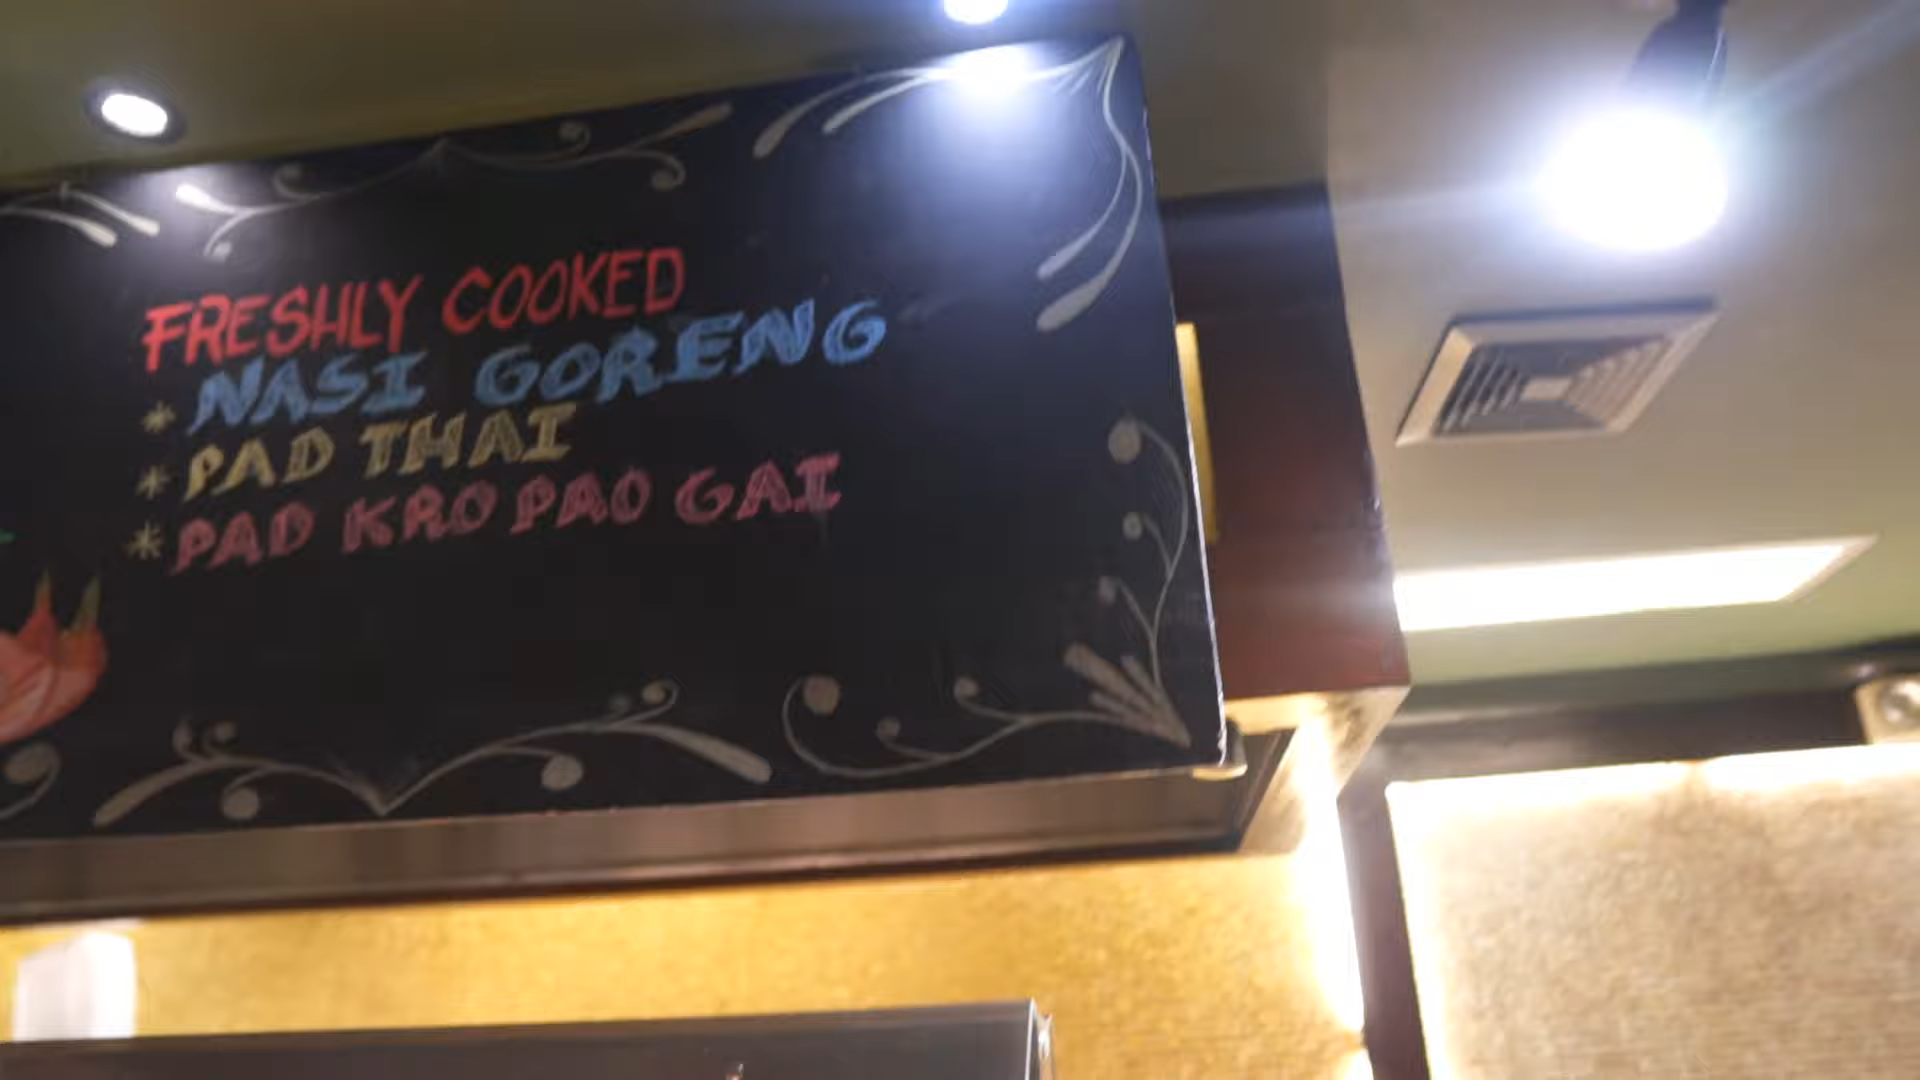 FRESHLY COOKED
* NASI GORENG
* PAD THAI
* PAD KRO PAO GAI